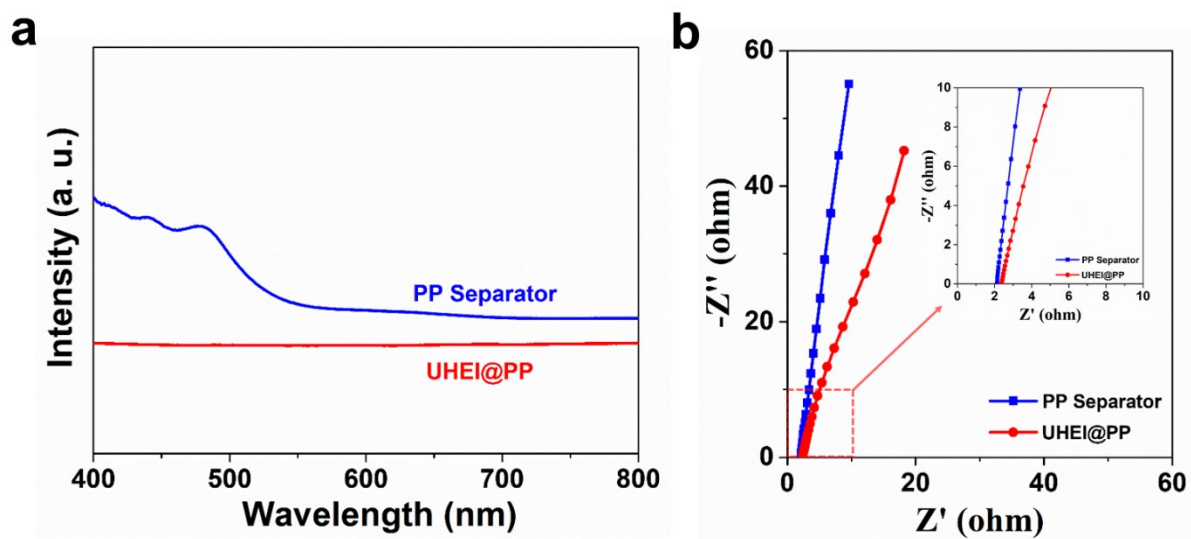 a
Intensity (a. u.)
PP Separator
UHEI@PP
400
500
600
700
800
Wavelength (nm)
b
60
40
20
0
-Z'' (ohm)
10
8
6
4
2
0
-Z'' (ohm)
PP Separator
UHEI@PP
0
2
4
6
8
10
Z' (ohm)
PP Separator
UHEI@PP
0
20
40
60
Z' (ohm)